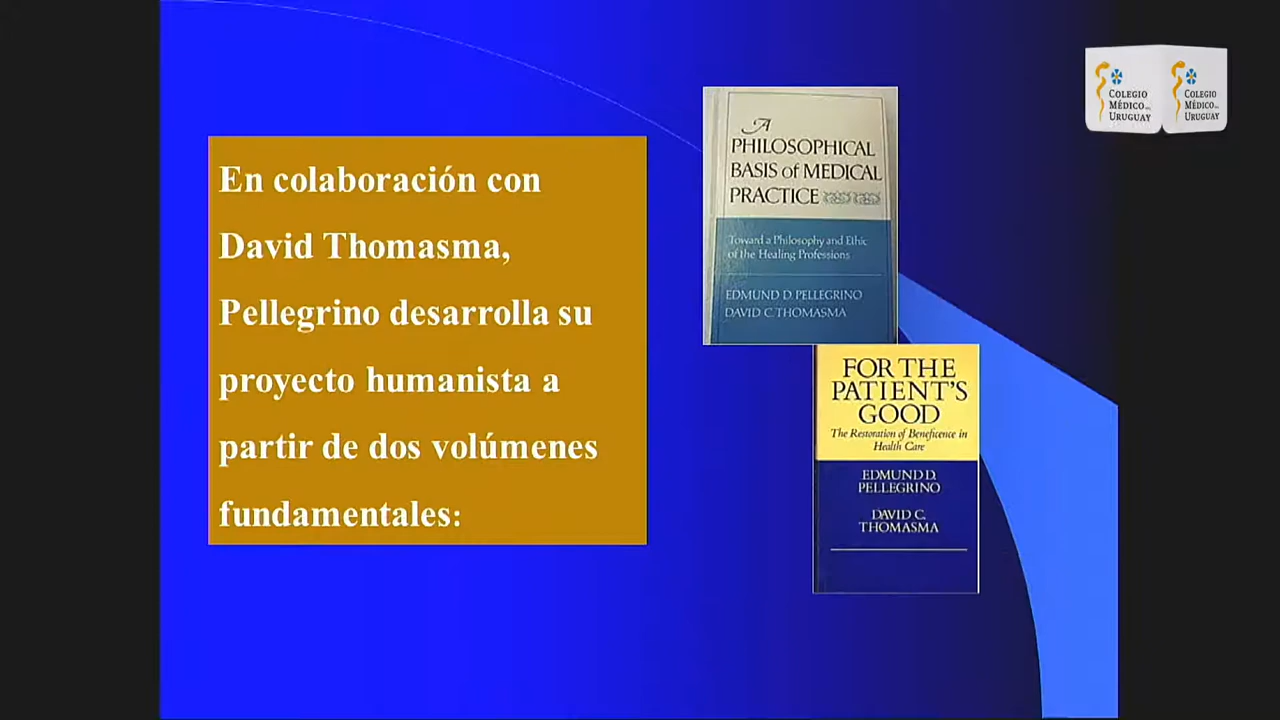 En colaboración con
David Thomasma,
Pellegrino desarrolla su
proyecto humanista a
partir de dos volúmenes
fundamentales:
A
PHILOSOPHICAL
BASIS of MEDICAL
PRACTICE
Toward a Philosophy and Ethic
of the Healing Professions
EDMUND D. PELLEGRINO
DAVID C. THOMASMA
FOR THE
PATIENT'S
GOOD
The Restoration of Beneficence in
Health Care
EDMUND D.
PELLEGRINO
DAVID C.
THOMASMA
COLEGIO
MÉDICO DEL
URUGUAY
COLEGIO
MÉDICO DEL
URUGUAY